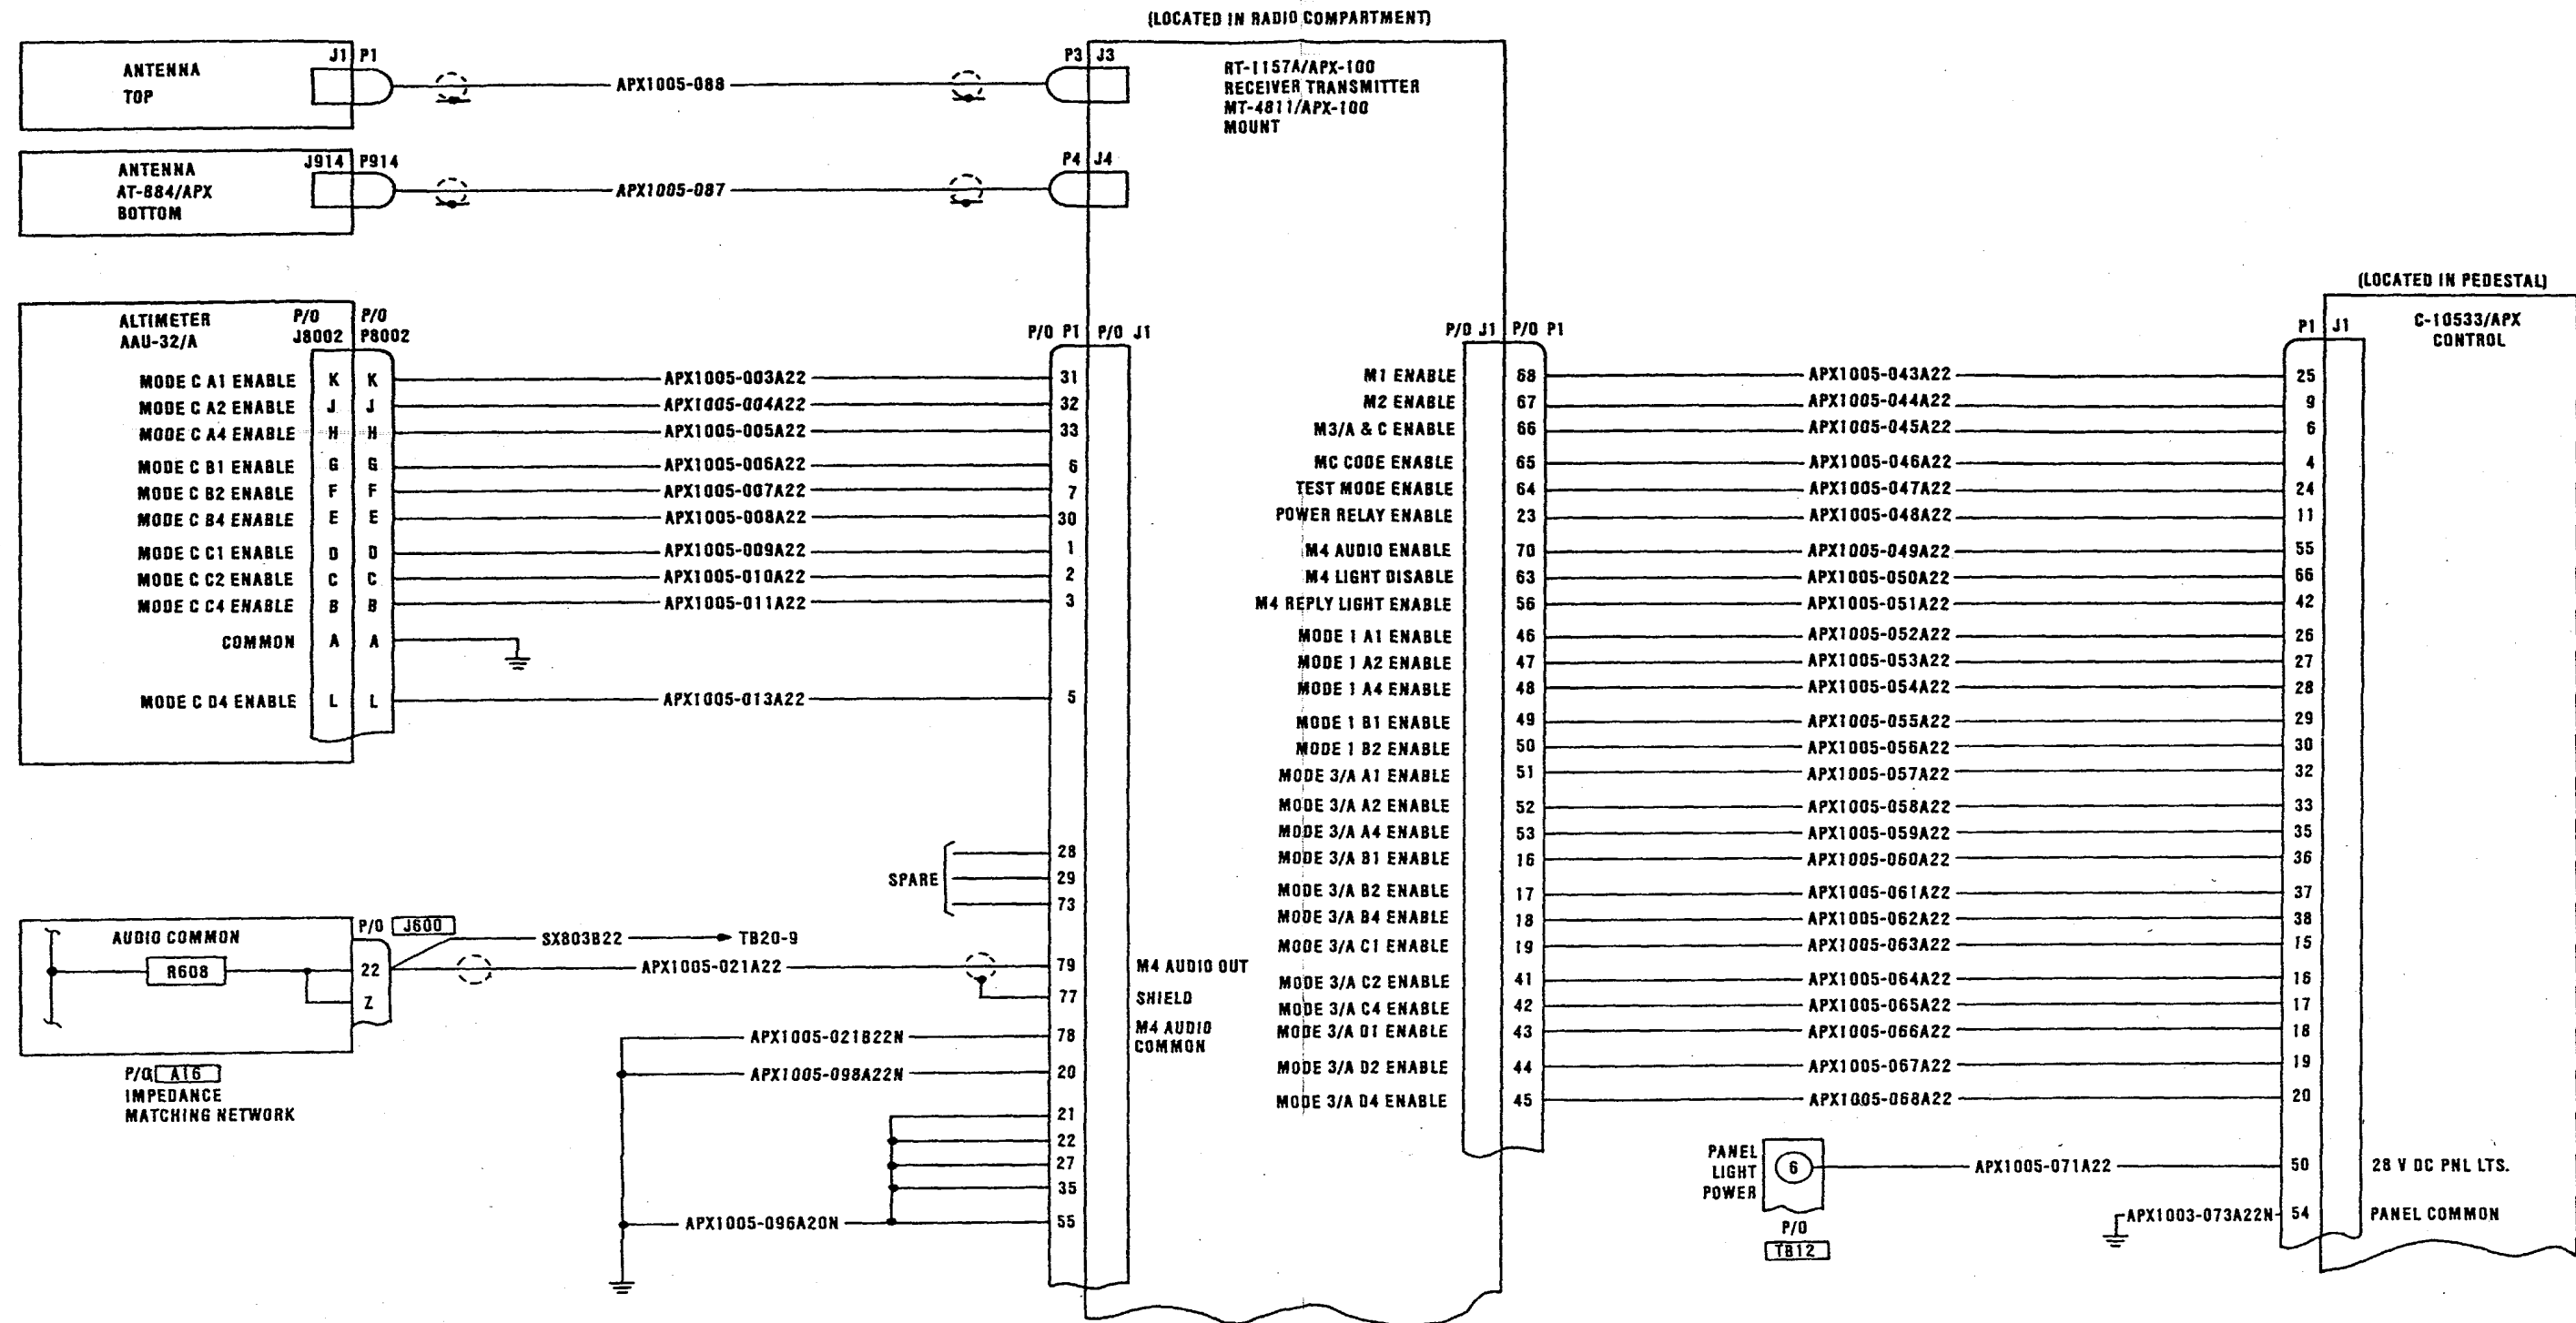 (LOCATED IN RADIO COMPARTMENT)
ANTENNA
TOP
J1 P1
APX1005-088
P3 J3
RT-1157A/APX-100
RECEIVER TRANSMITTER
MT-4811/APX-100
MOUNT
ANTENNA
AT-884/APX
BOTTOM
J914 P914
APX1005-087
P4 J4
ALTIMETER
AAU-32/A
P/O
J8002
P/O
P8002
P/O P1 P/O J1
MODE C A1 ENABLE K K APX1005-003A22 31
MODE C A2 ENABLE J J APX1005-004A22 32
MODE C A4 ENABLE H H APX1005-005A22 33
MODE C B1 ENABLE G G APX1005-006A22 6
MODE C B2 ENABLE F F APX1005-007A22 7
MODE C B4 ENABLE E E APX1005-008A22 30
MODE C C1 ENABLE D D APX1005-009A22 1
MODE C C2 ENABLE C C APX1005-010A22 2
MODE C C4 ENABLE B B APX1005-011A22 3
COMMON A A
MODE C D4 ENABLE L L APX1005-013A22 5
SPARE
28
29
73
AUDIO COMMON
R608
P/O J600
22
Z
SX803B22 TB20-9
APX1005-021A22 79 M4 AUDIO OUT
77 SHIELD
APX1005-021B22N 78 M4 AUDIO
COMMON
APX1005-098A22N 20
21
22
27
35
APX1005-096A20N 55
P/O A16
IMPEDANCE
MATCHING NETWORK
(LOCATED IN PEDESTAL)
C-10533/APX
CONTROL
P/O J1 P/O P1
P1 J1
M1 ENABLE 68 APX1005-043A22 25
M2 ENABLE 67 APX1005-044A22 9
M3/A & C ENABLE 66 APX1005-045A22 6
MC CODE ENABLE 65 APX1005-046A22 4
TEST MODE ENABLE 64 APX1005-047A22 24
POWER RELAY ENABLE 23 APX1005-048A22 11
M4 AUDIO ENABLE 70 APX1005-049A22 55
M4 LIGHT DISABLE 63 APX1005-050A22 66
M4 REPLY LIGHT ENABLE 56 APX1005-051A22 42
MODE 1 A1 ENABLE 46 APX1005-052A22 26
MODE 1 A2 ENABLE 47 APX1005-053A22 27
MODE 1 A4 ENABLE 48 APX1005-054A22 28
MODE 1 B1 ENABLE 49 APX1005-055A22 29
MODE 1 B2 ENABLE 50 APX1005-056A22 30
MODE 3/A A1 ENABLE 51 APX1005-057A22 32
MODE 3/A A2 ENABLE 52 APX1005-058A22 33
MODE 3/A A4 ENABLE 53 APX1005-059A22 35
MODE 3/A B1 ENABLE 16 APX1005-060A22 36
MODE 3/A B2 ENABLE 17 APX1005-061A22 37
MODE 3/A B4 ENABLE 18 APX1005-062A22 38
MODE 3/A C1 ENABLE 19 APX1005-063A22 15
MODE 3/A C2 ENABLE 41 APX1005-064A22 16
MODE 3/A C4 ENABLE 42 APX1005-065A22 17
MODE 3/A D1 ENABLE 43 APX1005-066A22 18
MODE 3/A D2 ENABLE 44 APX1005-067A22 19
MODE 3/A D4 ENABLE 45 APX1005-068A22 20
PANEL
LIGHT
POWER
6 APX1005-071A22 50 28 V DC PNL LTS.
P/O
TB12
APX1003-073A22N 54 PANEL COMMON